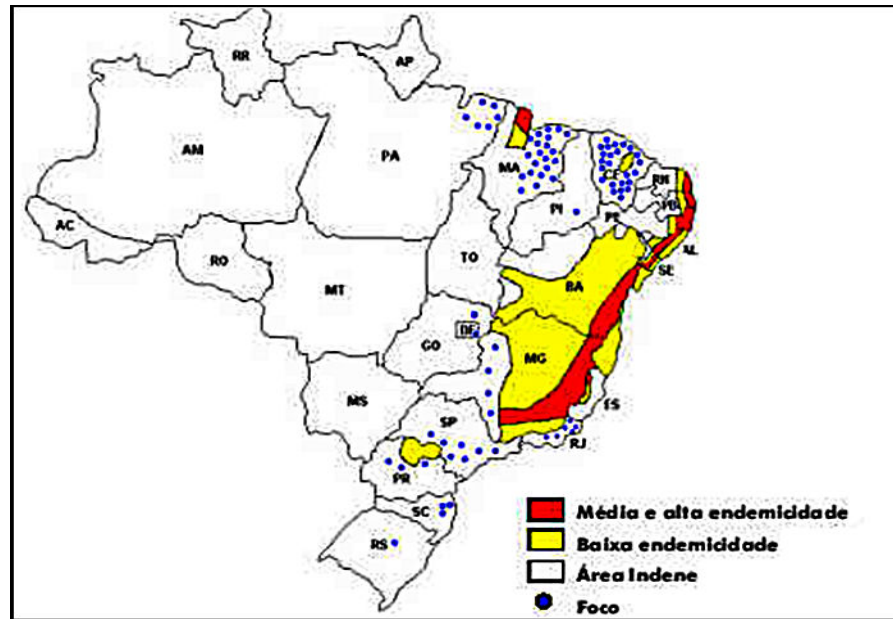 RR
AP
AM
PA
MA
CE
RN
PB
PI
PE
AL
SE
AC
RO
TO
BA
MT
DF
GO
MG
MS
ES
SP
RJ
PR
SC
RS
Média e alta endemicidade
Baixa endemicidade
Área Indene
Foco